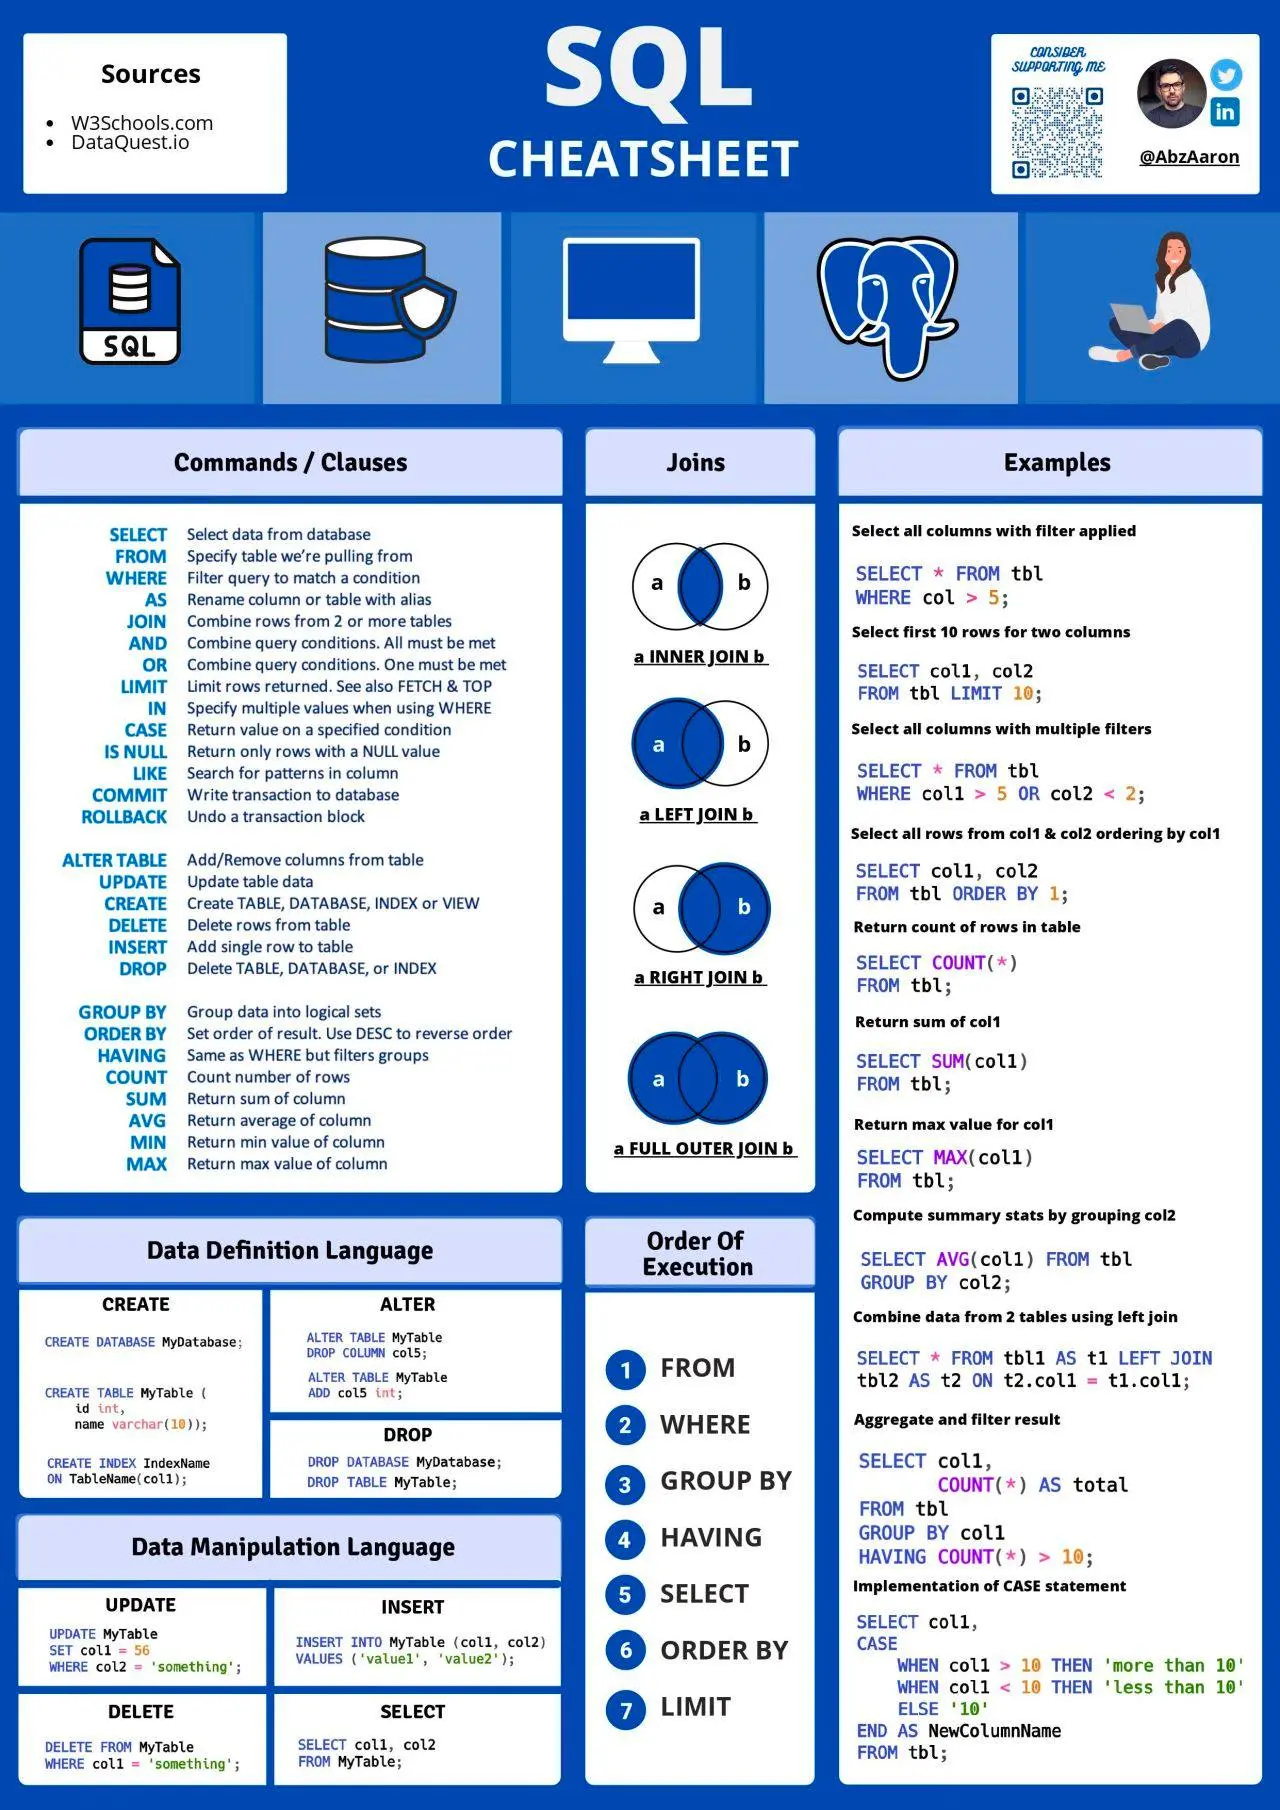 Sources
• W3Schools.com
• DataQuest.io
SQL
CHEATSHEET
CONSIDER
SUPPORTING ME
in
@AbzAaron
SQL
Commands / Clauses
SELECT Select data from database
FROM Specify table we're pulling from
WHERE Filter query to match a condition
AS Rename column or table with alias
JOIN Combine rows from 2 or more tables
AND Combine query conditions. All must be met
OR Combine query conditions. One must be met
LIMIT Limit rows returned. See also FETCH & TOP
IN Specify multiple values when using WHERE
CASE Return value on a specified condition
IS NULL Return only rows with a NULL value
LIKE Search for patterns in column
COMMIT Write transaction to database
ROLLBACK Undo a transaction block
ALTER TABLE Add/Remove columns from table
UPDATE Update table data
CREATE Create TABLE, DATABASE, INDEX or VIEW
DELETE Delete rows from table
INSERT Add single row to table
DROP Delete TABLE, DATABASE, or INDEX
GROUP BY Group data into logical sets
ORDER BY Set order of result. Use DESC to reverse order
HAVING Same as WHERE but filters groups
COUNT Count number of rows
SUM Return sum of column
AVG Return average of column
MIN Return min value of column
MAX Return max value of column
Joins
a b
a INNER JOIN b
a b
a LEFT JOIN b
a b
a RIGHT JOIN b
a b
a FULL OUTER JOIN b
Examples
Select all columns with filter applied
SELECT * FROM tbl
WHERE col > 5;
Select first 10 rows for two columns
SELECT col1, col2
FROM tbl LIMIT 10;
Select all columns with multiple filters
SELECT * FROM tbl
WHERE col1 > 5 OR col2 < 2;
Select all rows from col1 & col2 ordering by col1
SELECT col1, col2
FROM tbl ORDER BY 1;
Return count of rows in table
SELECT COUNT(*)
FROM tbl;
Return sum of col1
SELECT SUM(col1)
FROM tbl;
Return max value for col1
SELECT MAX(col1)
FROM tbl;
Compute summary stats by grouping col2
SELECT AVG(col1) FROM tbl
GROUP BY col2;
Combine data from 2 tables using left join
SELECT * FROM tbl1 AS t1 LEFT JOIN
tbl2 AS t2 ON t2.col1 = t1.col1;
Aggregate and filter result
SELECT col1,
COUNT(*) AS total
FROM tbl
GROUP BY col1
HAVING COUNT(*) > 10;
Implementation of CASE statement
SELECT col1,
CASE
WHEN col1 > 10 THEN 'more than 10'
WHEN col1 < 10 THEN 'less than 10'
ELSE '10'
END AS NewColumnName
FROM tbl;
Data Definition Language
CREATE
CREATE DATABASE MyDatabase;
CREATE TABLE MyTable (
id int,
name varchar(10));
CREATE INDEX IndexName
ON TableName(col1);
ALTER
ALTER TABLE MyTable
DROP COLUMN col5;
ALTER TABLE MyTable
ADD col5 int;
DROP
DROP DATABASE MyDatabase;
DROP TABLE MyTable;
Data Manipulation Language
UPDATE
UPDATE MyTable
SET col1 = 56
WHERE col2 = 'something';
INSERT
INSERT INTO MyTable (col1, col2)
VALUES ('value1', 'value2');
DELETE
DELETE FROM MyTable
WHERE col1 = 'something';
SELECT
SELECT col1, col2
FROM MyTable;
Order Of
Execution
1 FROM
2 WHERE
3 GROUP BY
4 HAVING
5 SELECT
6 ORDER BY
7 LIMIT